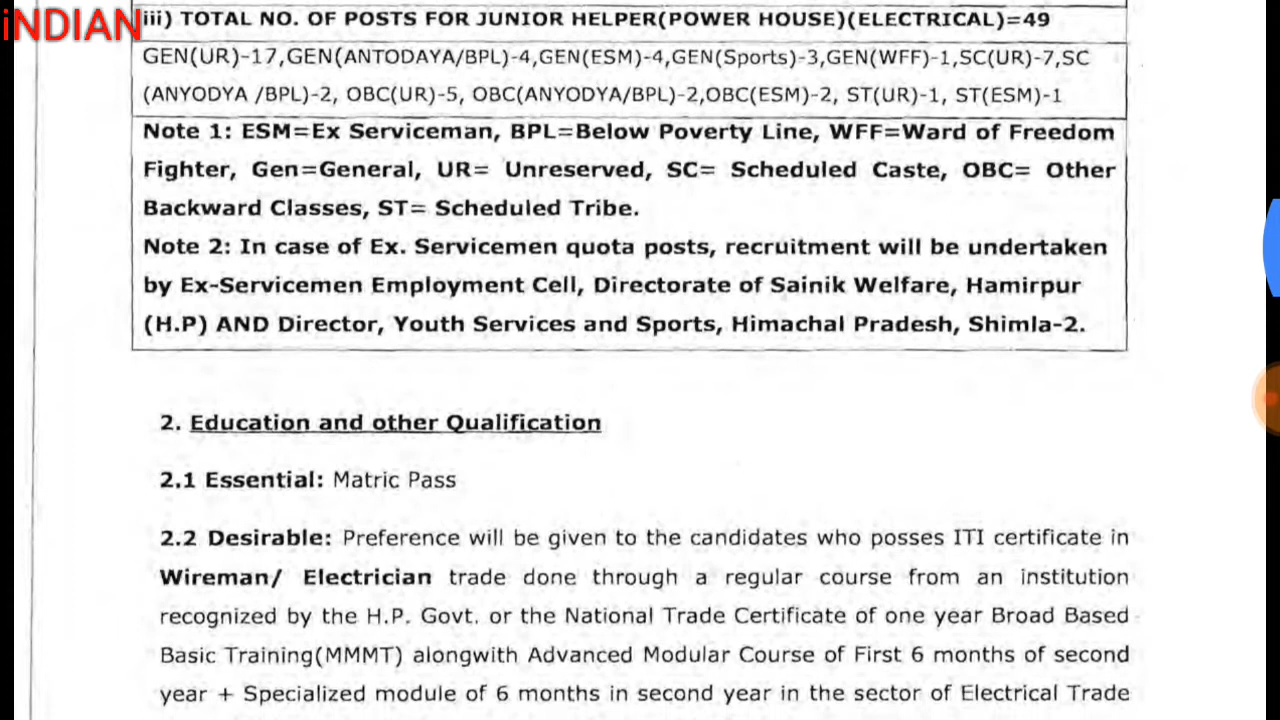 iNDIAN
iii) TOTAL NO. OF POSTS FOR JUNIOR HELPER(POWER HOUSE)(ELECTRICAL)=49
GEN(UR)-17,GEN(ANTODAYA/BPL)-4,GEN(ESM)-4,GEN(Sports)-3,GEN(WFF)-1,SC(UR)-7,SC
(ANYODYA /BPL)-2, OBC(UR)-5, OBC(ANYODYA/BPL)-2,OBC(ESM)-2, ST(UR)-1, ST(ESM)-1
Note 1: ESM=Ex Serviceman, BPL=Below Poverty Line, WFF=Ward of Freedom
Fighter, Gen=General, UR= Unreserved, SC= Scheduled Caste, OBC= Other
Backward Classes, ST= Scheduled Tribe.
Note 2: In case of Ex. Servicemen quota posts, recruitment will be undertaken
by Ex-Servicemen Employment Cell, Directorate of Sainik Welfare, Hamirpur
(H.P) AND Director, Youth Services and Sports, Himachal Pradesh, Shimla-2.
2. Education and other Qualification
2.1 Essential: Matric Pass
2.2 Desirable: Preference will be given to the candidates who posses ITI certificate in
Wireman/ Electrician trade done through a regular course from an institution
recognized by the H.P. Govt. or the National Trade Certificate of one year Broad Based
Basic Training(MMMT) alongwith Advanced Modular Course of First 6 months of second
year + Specialized module of 6 months in second year in the sector of Electrical Trade